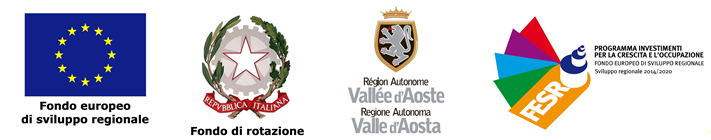 Fondo europeo
di sviluppo regionale
REPVBBLICA ITALIANA
Fondo di rotazione
Région Autonome
Vallée d'Aoste
Regione Autonoma
Valle d'Aosta
FESR
PROGRAMMA INVESTIMENTI
PER LA CRESCITA E L'OCCUPAZIONE
FONDO EUROPEO DI SVILUPPO REGIONALE
Sviluppo regionale 2014/2020